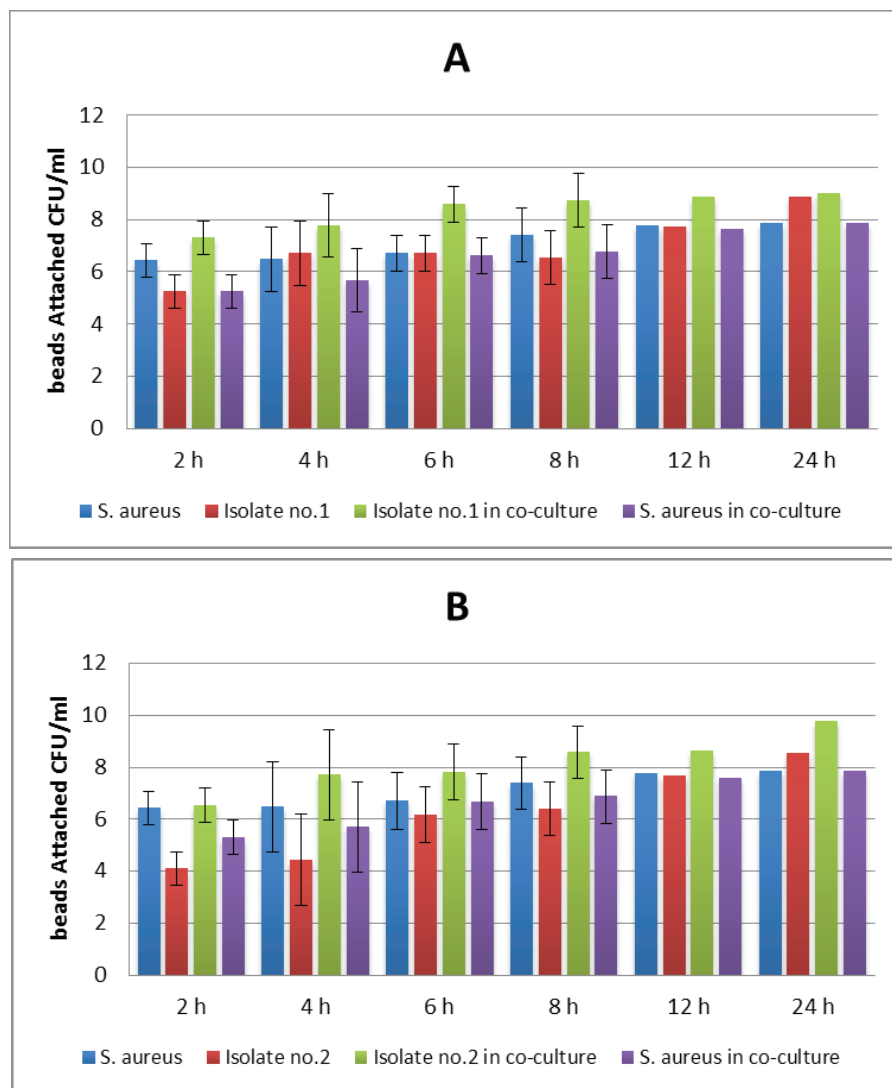 A
beads Attached CFU/ml
12
10
8
6
4
2
0
2 h 4 h 6 h 8 h 12 h 24 h
S. aureus Isolate no.1 Isolate no.1 in co-culture S. aureus in co-culture
B
beads Attached CFU/ml
12
10
8
6
4
2
0
2 h 4 h 6 h 8 h 12 h 24 h
S. aureus Isolate no.2 Isolate no.2 in co-culture S. aureus in co-culture